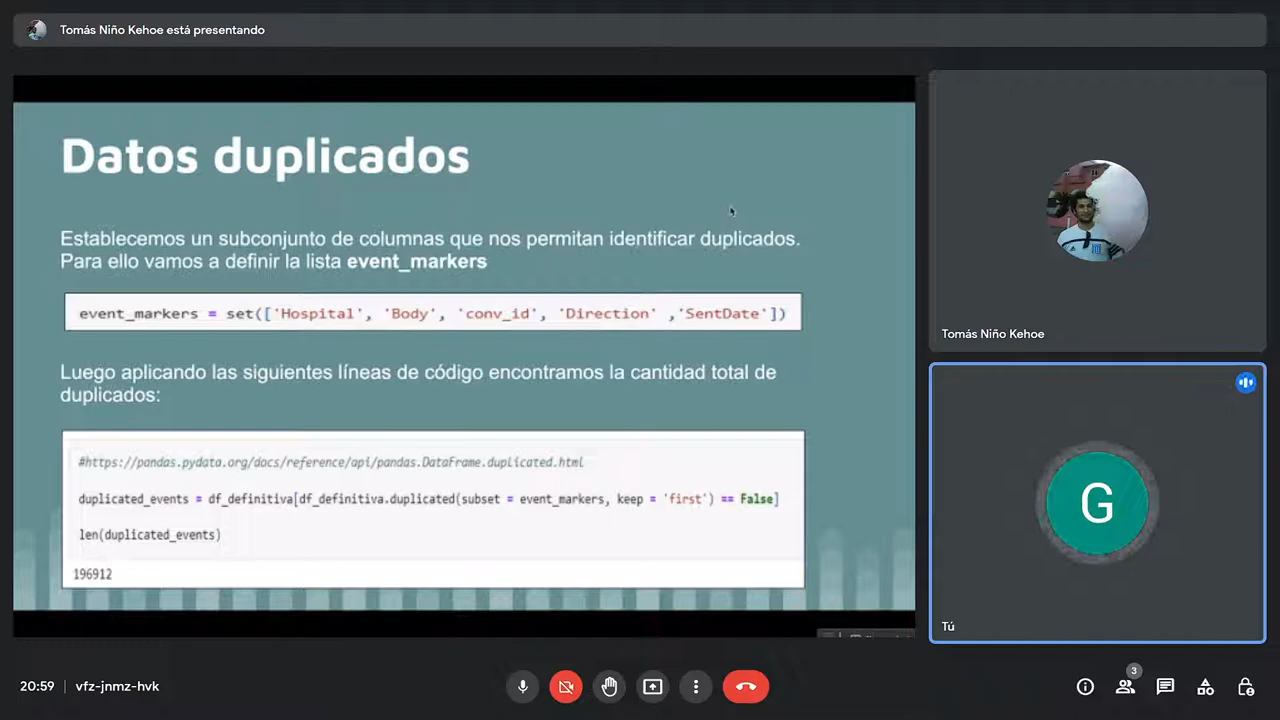 Tomás Niño Kehoe está presentando
Datos duplicados
Establecemos un subconjunto de columnas que nos permitan identificar duplicados.
Para ello vamos a definir la lista event_markers
event_markers = set(['Hospital', 'Body', 'conv_id', 'Direction' ,'SentDate'])
Luego aplicando las siguientes líneas de código encontramos la cantidad total de
duplicados:
#https://pandas.pydata.org/docs/reference/api/pandas.DataFrame.duplicated.html
duplicated_events = df_definitiva[df_definitiva.duplicated(subset = event_markers, keep = 'first') == False]
len(duplicated_events)
196912
Tomás Niño Kehoe
G
Tú
20:59 | vfz-jnmz-hvk
3